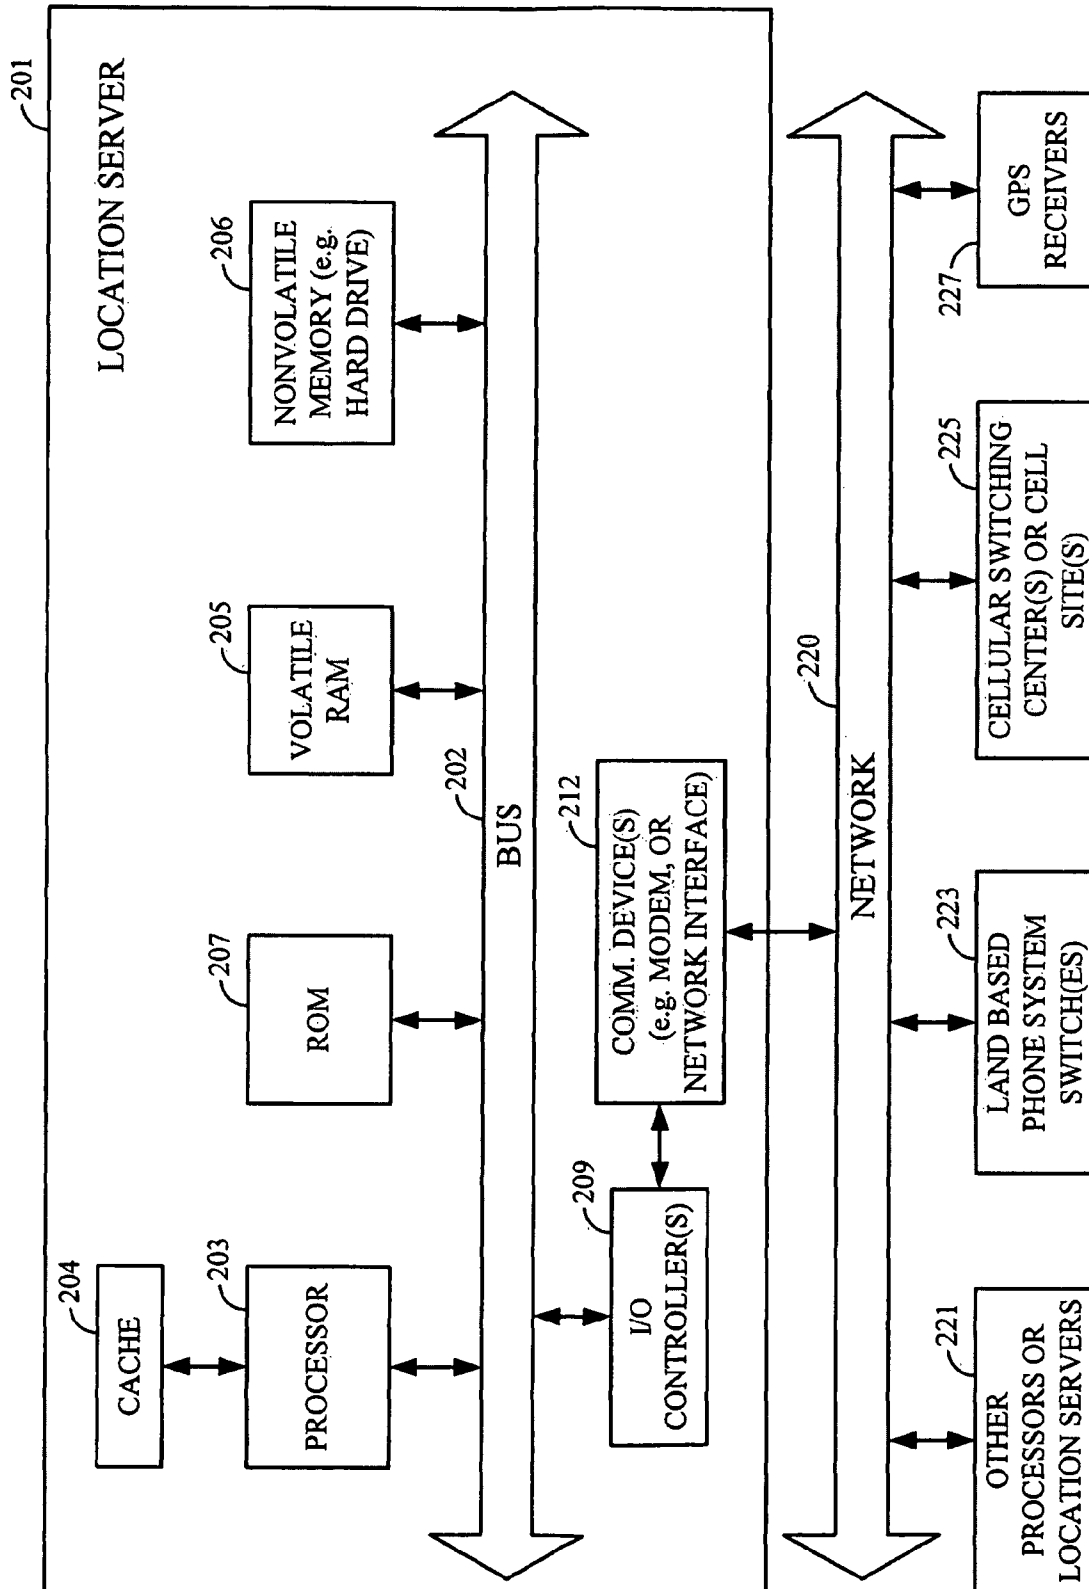 201
LOCATION SERVER
204
CACHE
203
PROCESSOR
207
ROM
205
VOLATILE
RAM
206
NONVOLATILE
MEMORY (e.g.
HARD DRIVE)
202
BUS
209
I/O
CONTROLLER(S)
212
COMM. DEVICE(S)
(e.g. MODEM, OR
NETWORK INTERFACE)
220
NETWORK
221
OTHER
PROCESSORS OR
LOCATION SERVERS
223
LAND BASED
PHONE SYSTEM
SWITCH(ES)
225
CELLULAR SWITCHING
CENTER(S) OR CELL
SITE(S)
227
GPS
RECEIVERS